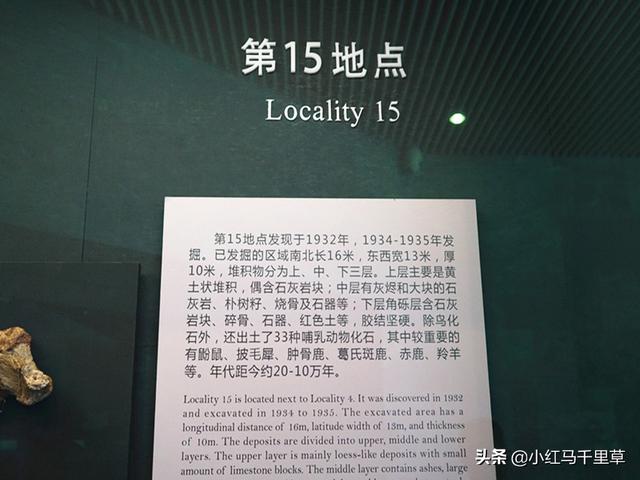 第15地点
Locality 15
第15地点发现于1932年，1934-1935年发
掘。已发掘的区域南北长16米，东西宽13米，厚
10米，堆积物分为上、中、下三层。上层主要是黄
土状堆积，偶含石灰岩块；中层有灰烬和大块的石
灰岩、朴树籽、烧骨及石器等；下层角砾层含石灰
岩块、碎骨、石器、红色土等，胶结坚硬。除鸟化
石外，还出土了33种哺乳动物化石，其中较重要的
有鼢鼠、披毛犀、肿骨鹿、葛氏斑鹿、赤鹿、羚羊
等。年代距今约20-10万年。
Locality 15 is located next to Locality 4. It was discovered in 1932
and excavated in 1934 to 1935. The excavated area has a
longitudinal distance of 16m, latitude width of 13m, and thickness
of 10m. The deposits are divided into upper, middle and lower
layers. The upper layer is mainly loess-like deposits with small
amount of limestone blocks. The middle layer contains ashes, large
头条 @小红马千里草